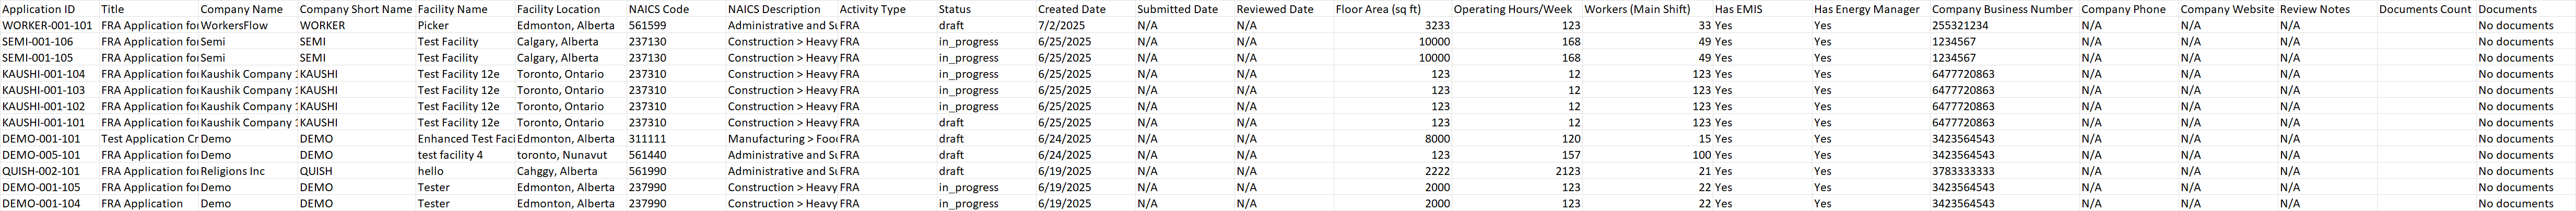 Application ID Title Company Name Company Short Name Facility Name Facility Location NAICS Code NAICS Description Activity Type Status Created Date Submitted Date Reviewed Date Floor Area (sq ft) Operating Hours/Week Workers (Main Shift) Has EMIS Has Energy Manager Company Business Number Company Phone Company Website Review Notes Documents Count Documents
WORKER-001-101 FRA Application for WorkersFlow WORKER Picker Edmonton, Alberta 561599 Administrative and Su FRA draft 7/2/2025 N/A N/A 3233 123 33 Yes Yes 255321234 N/A N/A N/A No documents
SEMI-001-106 FRA Application for Semi SEMI Test Facility Calgary, Alberta 237130 Construction > Heavy FRA in_progress 6/25/2025 N/A N/A 10000 168 49 Yes Yes 1234567 N/A N/A N/A No documents
SEMI-001-105 FRA Application for Semi SEMI Test Facility Calgary, Alberta 237130 Construction > Heavy FRA in_progress 6/25/2025 N/A N/A 10000 168 49 Yes Yes 1234567 N/A N/A N/A No documents
KAUSHI-001-104 FRA Application for Kaushik Company 1 KAUSHI Test Facility 12e Toronto, Ontario 237310 Construction > Heavy FRA in_progress 6/25/2025 N/A N/A 123 12 123 Yes Yes 6477720863 N/A N/A N/A No documents
KAUSHI-001-103 FRA Application for Kaushik Company 1 KAUSHI Test Facility 12e Toronto, Ontario 237310 Construction > Heavy FRA in_progress 6/25/2025 N/A N/A 123 12 123 Yes Yes 6477720863 N/A N/A N/A No documents
KAUSHI-001-102 FRA Application for Kaushik Company 1 KAUSHI Test Facility 12e Toronto, Ontario 237310 Construction > Heavy FRA in_progress 6/25/2025 N/A N/A 123 12 123 Yes Yes 6477720863 N/A N/A N/A No documents
KAUSHI-001-101 FRA Application for Kaushik Company 1 KAUSHI Test Facility 12e Toronto, Ontario 237310 Construction > Heavy FRA draft 6/25/2025 N/A N/A 123 12 123 Yes Yes 6477720863 N/A N/A N/A No documents
DEMO-001-101 Test Application Cr Demo DEMO Enhanced Test Faci Edmonton, Alberta 311111 Manufacturing > Foo FRA draft 6/24/2025 N/A N/A 8000 120 15 Yes Yes 3423564543 N/A N/A N/A No documents
DEMO-005-101 FRA Application for Demo DEMO test facility 4 toronto, Nunavut 561440 Administrative and Su FRA draft 6/24/2025 N/A N/A 123 157 100 Yes Yes 3423564543 N/A N/A N/A No documents
QUISH-002-101 FRA Application for Religions Inc QUISH hello Cahggy, Alberta 561990 Administrative and Su FRA draft 6/19/2025 N/A N/A 2222 2123 21 Yes Yes 3783333333 N/A N/A N/A No documents
DEMO-001-105 FRA Application for Demo DEMO Tester Edmonton, Alberta 237990 Construction > Heavy FRA in_progress 6/19/2025 N/A N/A 2000 123 22 Yes Yes 3423564543 N/A N/A N/A No documents
DEMO-001-104 FRA Application Demo DEMO Tester Edmonton, Alberta 237990 Construction > Heavy FRA in_progress 6/19/2025 N/A N/A 2000 123 22 Yes Yes 3423564543 N/A N/A N/A No documents